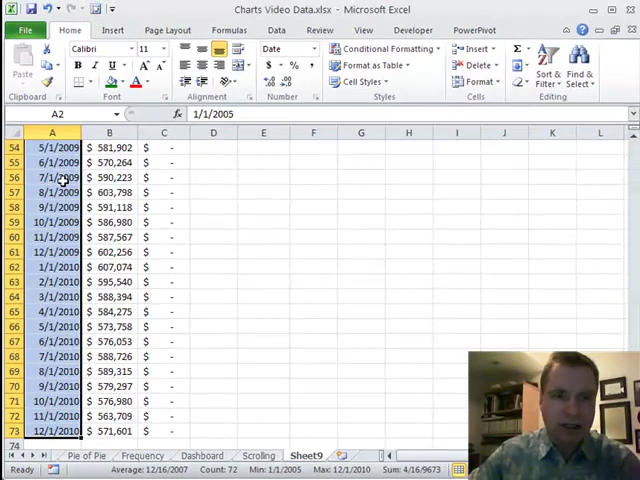 Charts Video Data.xlsx - Microsoft Excel
File Home Insert Page Layout Formulas Data Review View Developer PowerPivot
Calibri 11 Date Conditional Formatting Insert Σ
Paste B I U A $ % , Format as Table Delete Sort & Filter Find & Select
Cell Styles Format
Clipboard Font Alignment Number Styles Cells Editing
A2 fx 1/1/2005
A B C D E F G H I J K L
54 5/1/2009 $ 581,902 $ -
55 6/1/2009 $ 570,264 $ -
56 7/1/2009 $ 590,223 $ -
57 8/1/2009 $ 603,798 $ -
58 9/1/2009 $ 591,118 $ -
59 10/1/2009 $ 586,980 $ -
60 11/1/2009 $ 587,567 $ -
61 12/1/2009 $ 602,256 $ -
62 1/1/2010 $ 607,074 $ -
63 2/1/2010 $ 595,540 $ -
64 3/1/2010 $ 588,394 $ -
65 4/1/2010 $ 584,275 $ -
66 5/1/2010 $ 573,758 $ -
67 6/1/2010 $ 576,053 $ -
68 7/1/2010 $ 588,726 $ -
69 8/1/2010 $ 589,315 $ -
70 9/1/2010 $ 579,297 $ -
71 10/1/2010 $ 576,980 $ -
72 11/1/2010 $ 563,709 $ -
73 12/1/2010 $ 571,601 $ -
74
Pie of Pie Frequency Dashboard Scrolling Sheet9
Ready Average: 12/16/2007 Count: 72 Min: 1/1/2005 Max: 12/1/2010 Sum: 4/16/9673